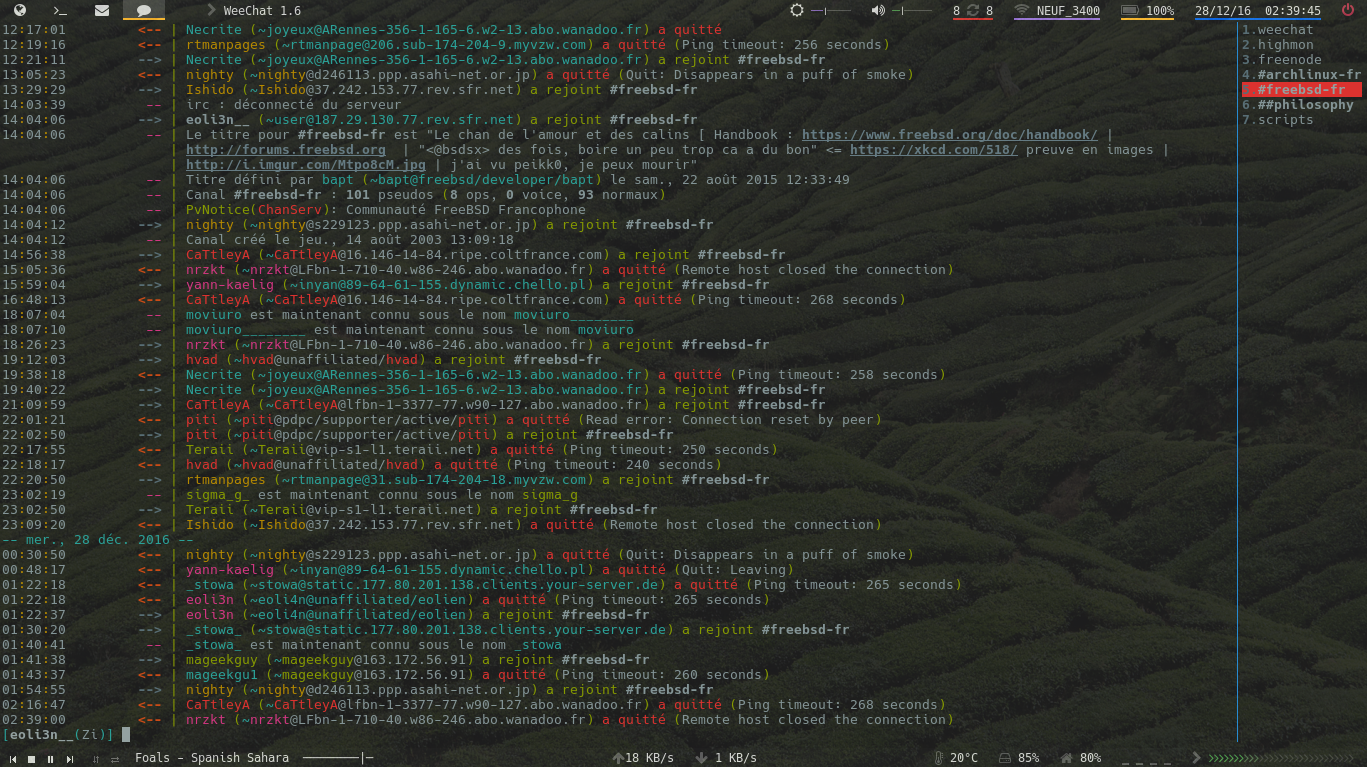 WeeChat 1.6 8 8 NEUF_3400 100% 28/12/16 02:39:45
12:17:01 <-- | Necrite (~joyeux@ARennes-356-1-165-6.w2-13.abo.wanadoo.fr) a quitté
12:19:16 <-- | rtmanpages (~rtmanpage@206.sub-174-204-9.myvzw.com) a quitté (Ping timeout: 256 seconds)
12:21:11 --> | Necrite (~joyeux@ARennes-356-1-165-6.w2-13.abo.wanadoo.fr) a rejoint #freebsd-fr
13:05:23 <-- | nighty (~nighty@d246113.ppp.asahi-net.or.jp) a quitté (Quit: Disappears in a puff of smoke)
13:29:29 --> | Ishido (~Ishido@37.242.153.77.rev.sfr.net) a rejoint #freebsd-fr
14:03:39 -- | irc : déconnecté du serveur
14:04:06 --> | eoli3n__ (~user@187.29.130.77.rev.sfr.net) a rejoint #freebsd-fr
14:04:06 -- | Le titre pour #freebsd-fr est "Le chan de l'amour et des calins [ Handbook : https://www.freebsd.org/doc/handbook/ |
| http://forums.freebsd.org | "<@bsdsx> des fois, boire un peu trop ca a du bon" <= https://xkcd.com/518/ preuve en images |
| http://i.imgur.com/Mtpo8cM.jpg | j'ai vu peikk0, je peux mourir"
14:04:06 -- | Titre défini par bapt (~bapt@freebsd/developer/bapt) le sam., 22 août 2015 12:33:49
14:04:06 -- | Canal #freebsd-fr : 101 pseudos (8 ops, 0 voice, 93 normaux)
14:04:06 -- | PvNotice(ChanServ): Communauté FreeBSD Francophone
14:04:12 --> | nighty (~nighty@s229123.ppp.asahi-net.or.jp) a rejoint #freebsd-fr
14:04:12 -- | Canal créé le jeu., 14 août 2003 13:09:18
14:56:38 --> | CaTtleyA (~CaTtleyA@16.146-14-84.ripe.coltfrance.com) a rejoint #freebsd-fr
15:05:36 <-- | nrzkt (~nrzkt@LFbn-1-710-40.w86-246.abo.wanadoo.fr) a quitté (Remote host closed the connection)
15:59:04 --> | yann-kaelig (~inyan@89-64-61-155.dynamic.chello.pl) a rejoint #freebsd-fr
16:48:13 <-- | CaTtleyA (~CaTtleyA@16.146-14-84.ripe.coltfrance.com) a quitté (Ping timeout: 268 seconds)
18:07:04 -- | moviuro est maintenant connu sous le nom moviuro________
18:07:10 -- | moviuro________ est maintenant connu sous le nom moviuro
18:26:23 --> | nrzkt (~nrzkt@LFbn-1-710-40.w86-246.abo.wanadoo.fr) a rejoint #freebsd-fr
19:12:03 --> | hvad (~hvad@unaffiliated/hvad) a rejoint #freebsd-fr
19:38:18 <-- | Necrite (~joyeux@ARennes-356-1-165-6.w2-13.abo.wanadoo.fr) a quitté (Ping timeout: 258 seconds)
19:40:22 --> | Necrite (~joyeux@ARennes-356-1-165-6.w2-13.abo.wanadoo.fr) a rejoint #freebsd-fr
21:09:59 --> | CaTtleyA (~CaTtleyA@lfbn-1-3377-77.w90-127.abo.wanadoo.fr) a rejoint #freebsd-fr
22:01:21 <-- | piti (~piti@pdpc/supporter/active/piti) a quitté (Read error: Connection reset by peer)
22:02:50 --> | piti (~piti@pdpc/supporter/active/piti) a rejoint #freebsd-fr
22:17:55 <-- | Teraii (~Teraii@vip-s1-l1.teraii.net) a quitté (Ping timeout: 250 seconds)
22:18:17 <-- | hvad (~hvad@unaffiliated/hvad) a quitté (Ping timeout: 240 seconds)
22:20:50 --> | rtmanpages (~rtmanpage@31.sub-174-204-18.myvzw.com) a rejoint #freebsd-fr
23:02:19 -- | sigma_g_ est maintenant connu sous le nom sigma_g
23:02:50 --> | Teraii (~Teraii@vip-s1-l1.teraii.net) a rejoint #freebsd-fr
23:09:20 <-- | Ishido (~Ishido@37.242.153.77.rev.sfr.net) a quitté (Remote host closed the connection)
-- mer., 28 déc. 2016 --
00:30:50 <-- | nighty (~nighty@s229123.ppp.asahi-net.or.jp) a quitté (Quit: Disappears in a puff of smoke)
00:48:17 <-- | yann-kaelig (~inyan@89-64-61-155.dynamic.chello.pl) a quitté (Quit: Leaving)
01:22:18 <-- | _stowa_ (~stowa@static.177.80.201.138.clients.your-server.de) a quitté (Ping timeout: 265 seconds)
01:22:18 <-- | eoli3n (~eoli4n@unaffiliated/eolien) a quitté (Ping timeout: 265 seconds)
01:22:37 --> | eoli3n (~eoli4n@unaffiliated/eolien) a rejoint #freebsd-fr
01:30:20 --> | _stowa_ (~stowa@static.177.80.201.138.clients.your-server.de) a rejoint #freebsd-fr
01:40:41 -- | _stowa_ est maintenant connu sous le nom _stowa
01:41:38 --> | mageekguy (~mageekguy@163.172.56.91) a rejoint #freebsd-fr
01:43:37 <-- | mageekgu1 (~mageekguy@163.172.56.91) a quitté (Ping timeout: 260 seconds)
01:54:55 --> | nighty (~nighty@d246113.ppp.asahi-net.or.jp) a rejoint #freebsd-fr
02:16:47 <-- | CaTtleyA (~CaTtleyA@lfbn-1-3377-77.w90-127.abo.wanadoo.fr) a quitté (Ping timeout: 268 seconds)
02:39:00 <-- | nrzkt (~nrzkt@LFbn-1-710-40.w86-246.abo.wanadoo.fr) a quitté (Remote host closed the connection)
[eoli3n__(Zi)]
1.weechat
2.highmon
3.freenode
4.#archlinux-fr
5.#freebsd-fr
6.##philosophy
7.scripts
Foals - Spanish Sahara 18 KB/s 1 KB/s 20°C 85% 80%